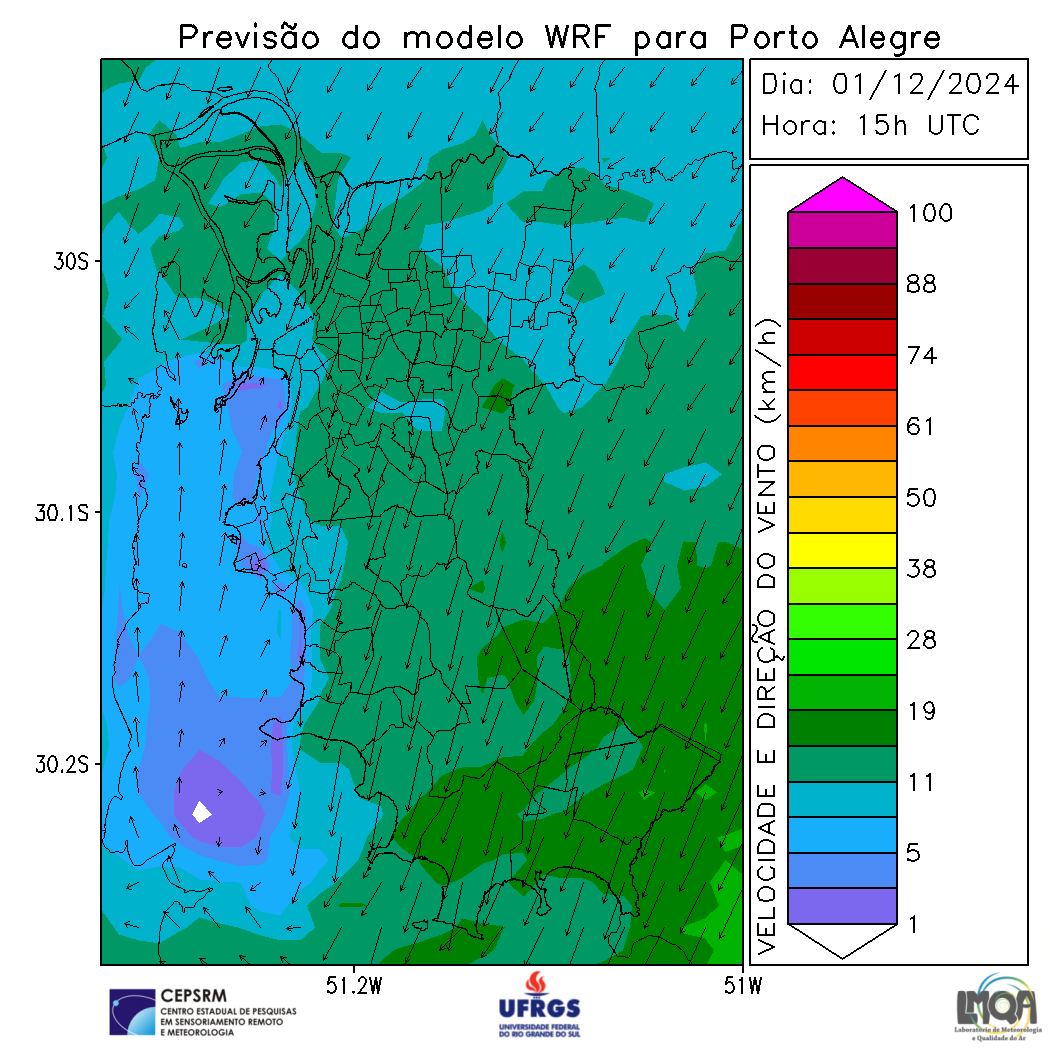 Previsão do modelo WRF para Porto Alegre
Dia: 01/12/2024
Hora: 15h UTC
30S
30.1S
30.2S
51.2W
51W
VELOCIDADE E DIREÇÃO DO VENTO (km/h)
100
88
74
61
50
38
28
19
11
5
1
CEPSRM
CENTRO ESTADUAL DE PESQUISAS
EM SENSORIAMENTO REMOTO
E METEOROLOGIA
UFRGS
UNIVERSIDADE FEDERAL
DO RIO GRANDE DO SUL
LMQA
Laboratório de Meteorologia
e Qualidade do Ar